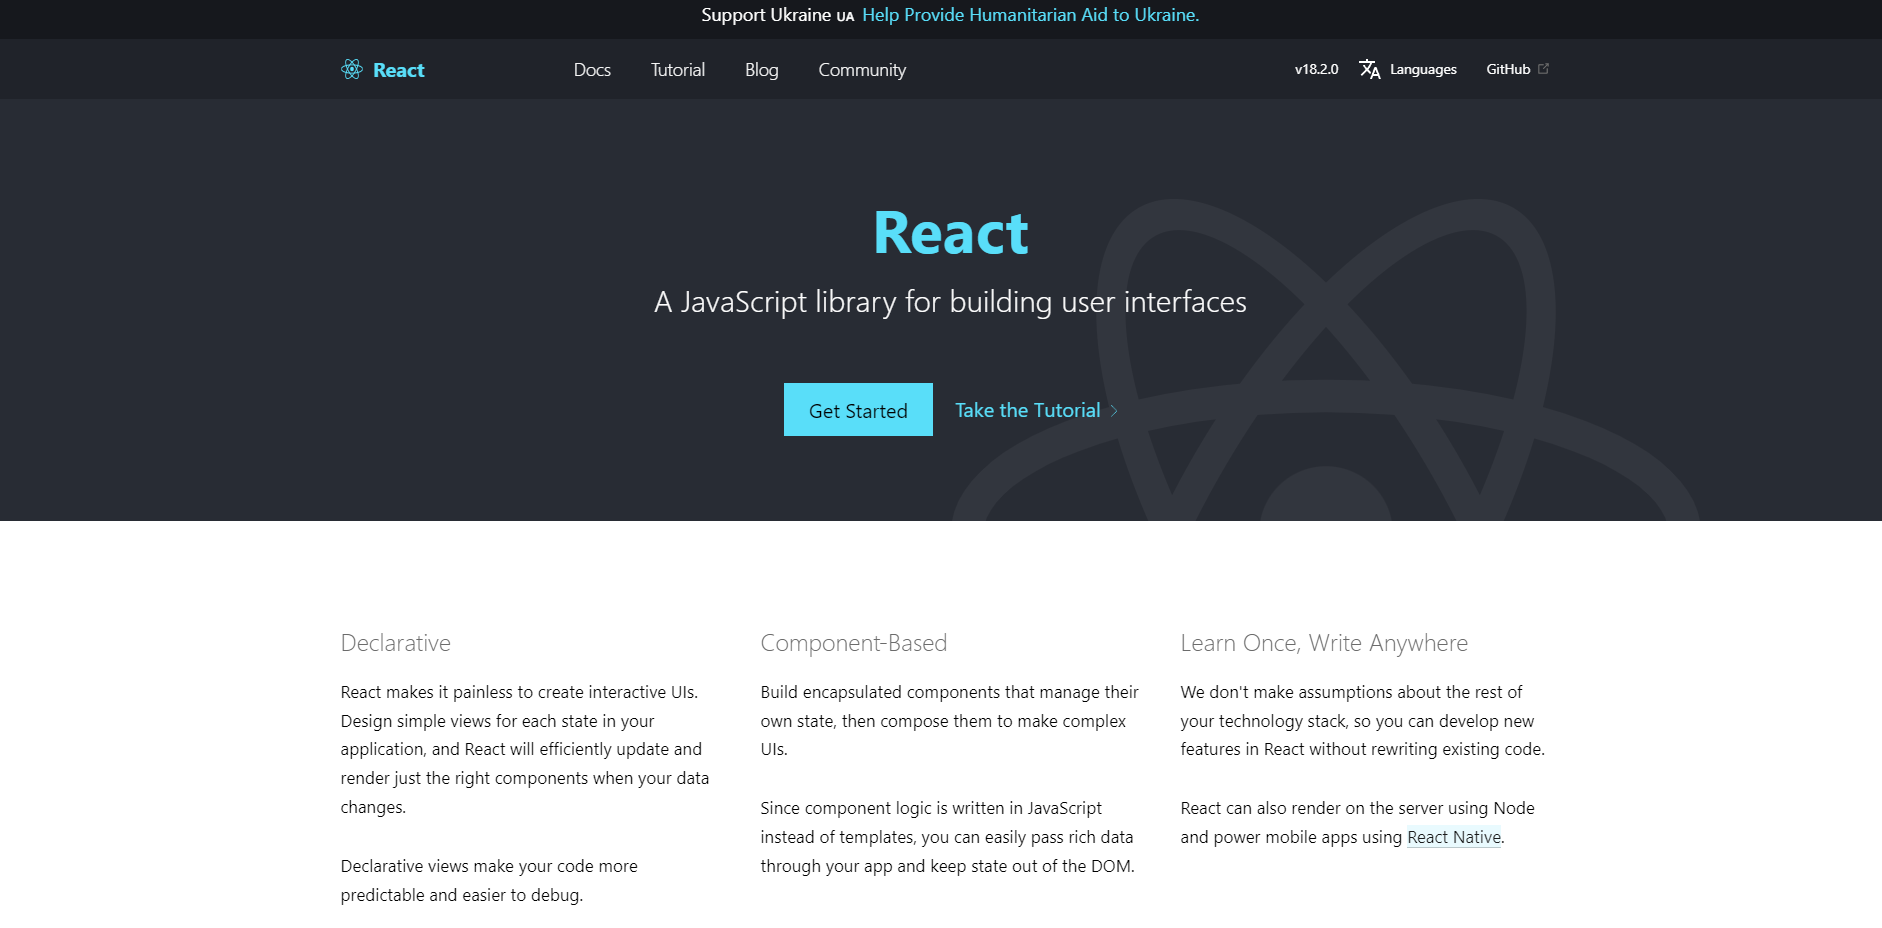 Support Ukraine UA Help Provide Humanitarian Aid to Ukraine.
React Docs Tutorial Blog Community v18.2.0 Languages GitHub
React
A JavaScript library for building user interfaces
Get Started Take the Tutorial
Declarative
React makes it painless to create interactive UIs.
Design simple views for each state in your
application, and React will efficiently update and
render just the right components when your data
changes.
Declarative views make your code more
predictable and easier to debug.
Component-Based
Build encapsulated components that manage their
own state, then compose them to make complex
UIs.
Since component logic is written in JavaScript
instead of templates, you can easily pass rich data
through your app and keep state out of the DOM.
Learn Once, Write Anywhere
We don't make assumptions about the rest of
your technology stack, so you can develop new
features in React without rewriting existing code.
React can also render on the server using Node
and power mobile apps using React Native.